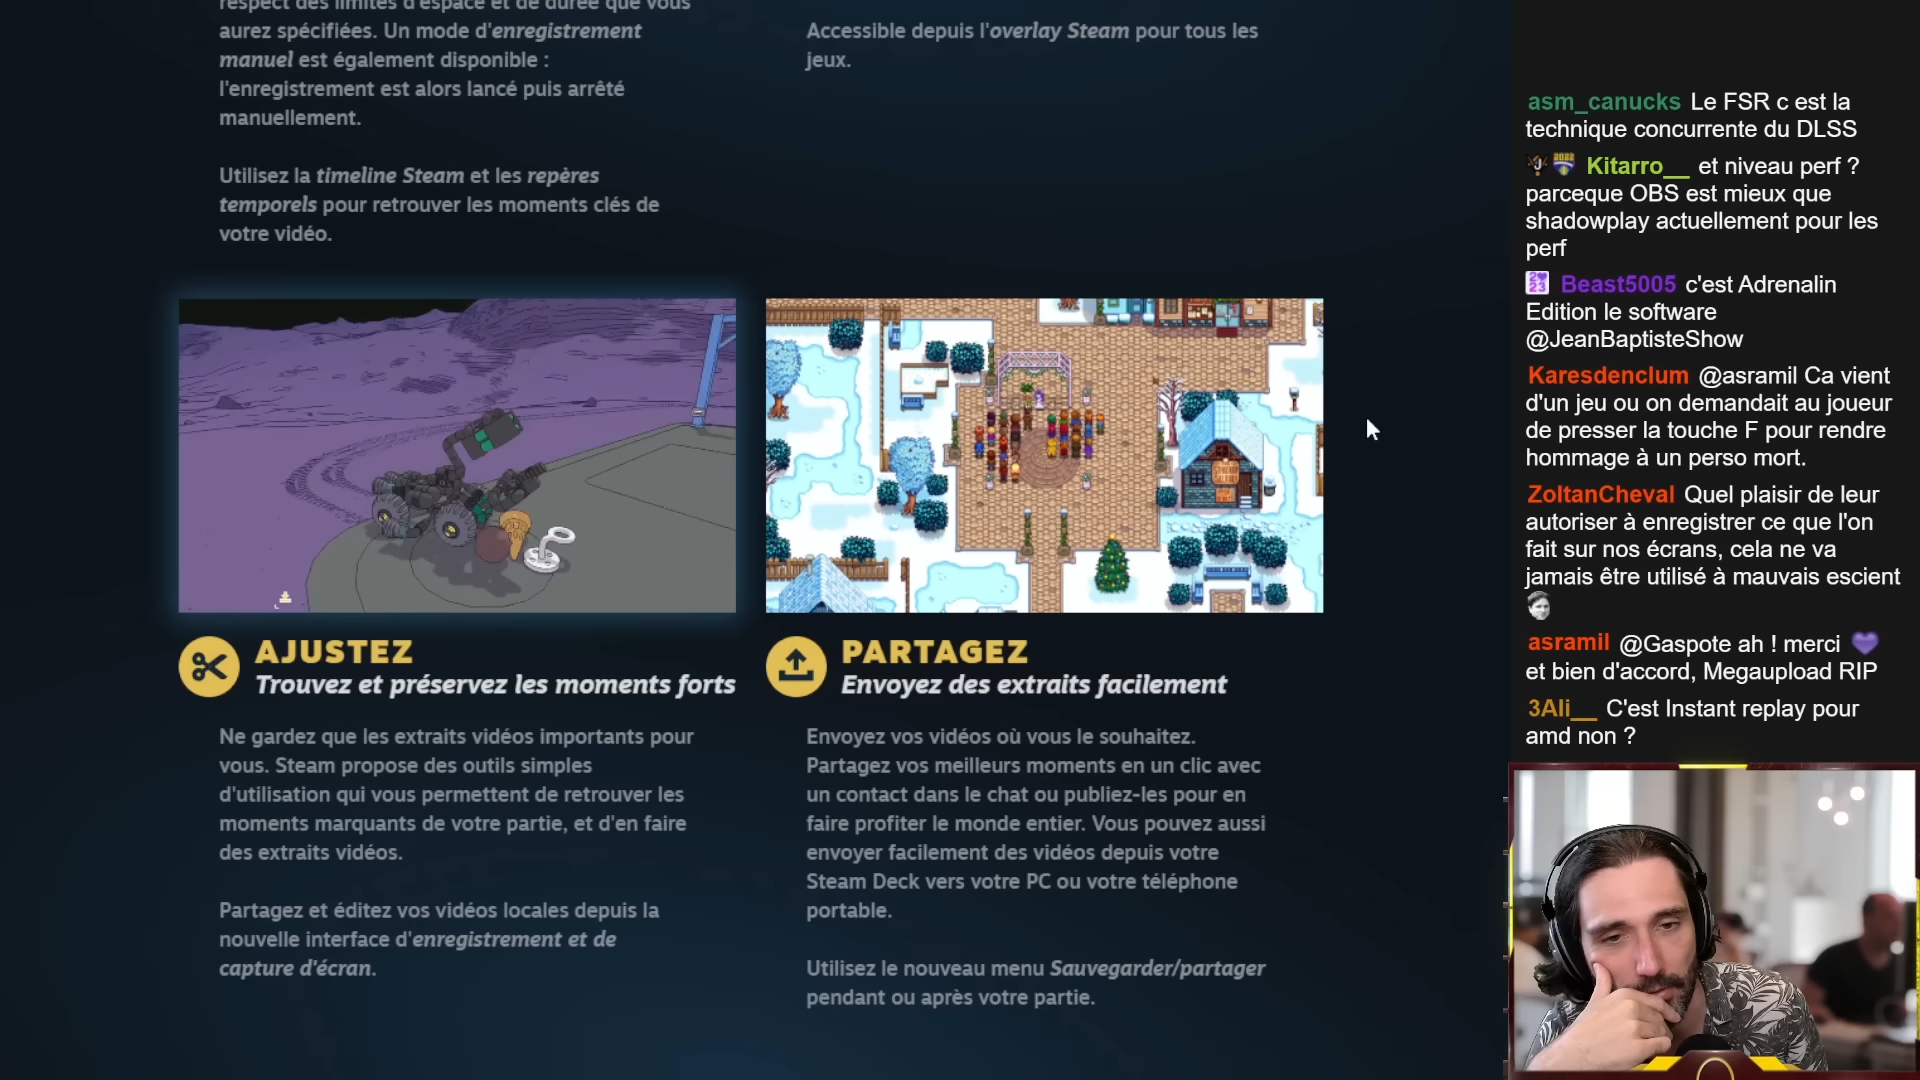 respect des limites d'espace et de durée que vous
aurez spécifiées. Un mode d'enregistrement
manuel est également disponible :
l'enregistrement est alors lancé puis arrêté
manuellement.
Utilisez la timeline Steam et les repères
temporels pour retrouver les moments clés de
votre vidéo.
Accessible depuis l'overlay Steam pour tous les
jeux.
AJUSTEZ
Trouvez et préservez les moments forts
Ne gardez que les extraits vidéos importants pour
vous. Steam propose des outils simples
d'utilisation qui vous permettent de retrouver les
moments marquants de votre partie, et d'en faire
des extraits vidéos.
Partagez et éditez vos vidéos locales depuis la
nouvelle interface d'enregistrement et de
capture d'écran.
PARTAGEZ
Envoyez des extraits facilement
Envoyez vos vidéos où vous le souhaitez.
Partagez vos meilleurs moments en un clic avec
un contact dans le chat ou publiez-les pour en
faire profiter le monde entier. Vous pouvez aussi
envoyer facilement des vidéos depuis votre
Steam Deck vers votre PC ou votre téléphone
portable.
Utilisez le nouveau menu Sauvegarder/partager
pendant ou après votre partie.
asm_canucks Le FSR c est la
technique concurrente du DLSS
Kitarro__ et niveau perf ?
parceque OBS est mieux que
shadowplay actuellement pour les
perf
Beast5005 c'est Adrenalin
Edition le software
@JeanBaptisteShow
Karesdenclum @asramil Ca vient
d'un jeu ou on demandait au joueur
de presser la touche F pour rendre
hommage à un perso mort.
ZoltanCheval Quel plaisir de leur
autoriser à enregistrer ce que l'on
fait sur nos écrans, cela ne va
jamais être utilisé à mauvais escient
asramil @Gaspote ah ! merci
et bien d'accord, Megaupload RIP
3Ali__ C'est Instant replay pour
amd non ?